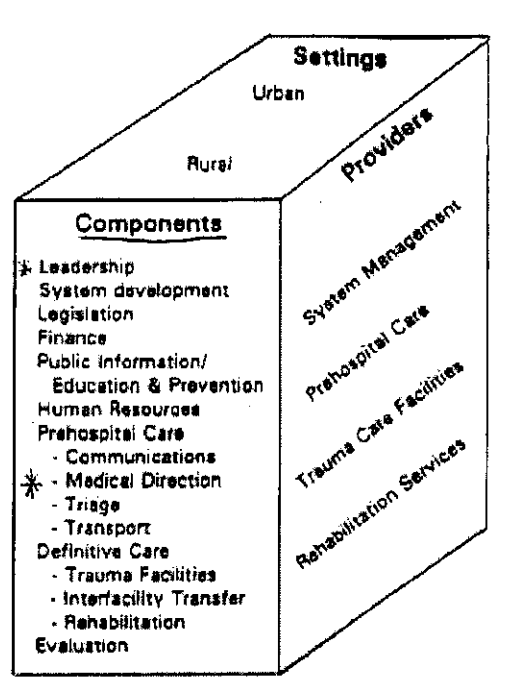 Settings
Urban
Rural
Providers
System Management
Prehospital Care
Trauma Care Facilities
Rehabilitation Services
Components
* Leadership
System development
Legislation
Finance
Public Information/
Education & Prevention
Human Resources
Prehospital Care
- Communications
* - Medical Direction
- Triage
- Transport
Definitive Care
- Trauma Facilities
- Interfacility Transfer
- Rehabilitation
Evaluation